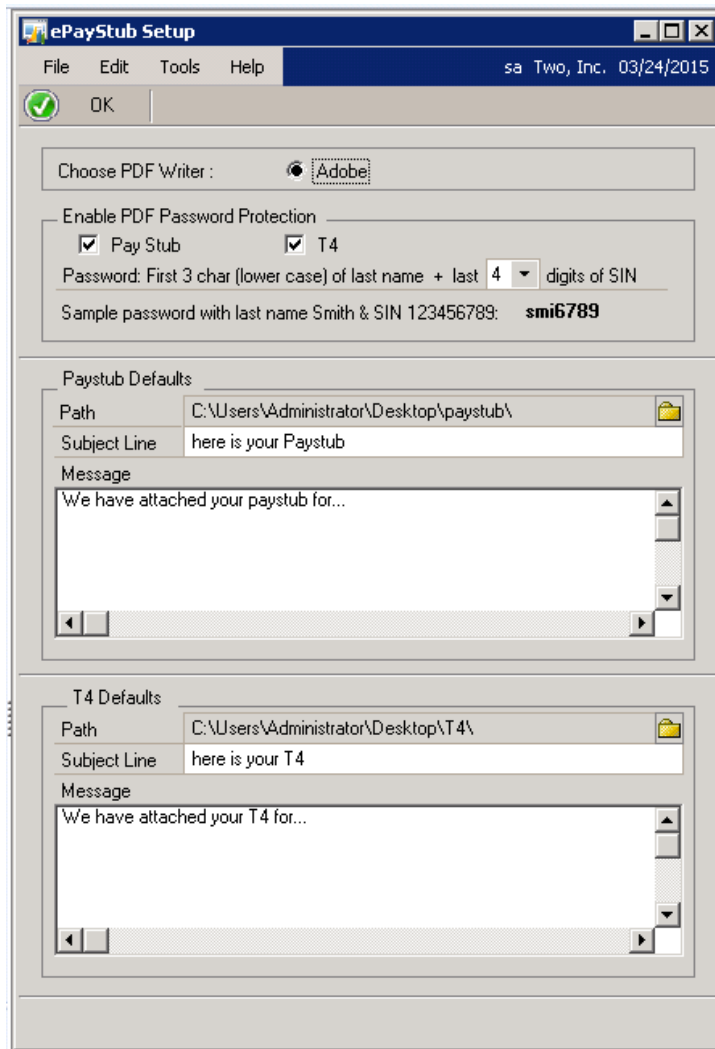 ePayStub Setup
File Edit Tools Help sa Two, Inc. 03/24/2015
OK
Choose PDF Writer : Adobe
Enable PDF Password Protection
Pay Stub T4
Password: First 3 char (lower case) of last name + last 4 digits of SIN
Sample password with last name Smith & SIN 123456789: smi6789
Paystub Defaults
Path C:\Users\Administrator\Desktop\paystub\
Subject Line here is your Paystub
Message
We have attached your paystub for...
T4 Defaults
Path C:\Users\Administrator\Desktop\T4\
Subject Line here is your T4
Message
We have attached your T4 for...